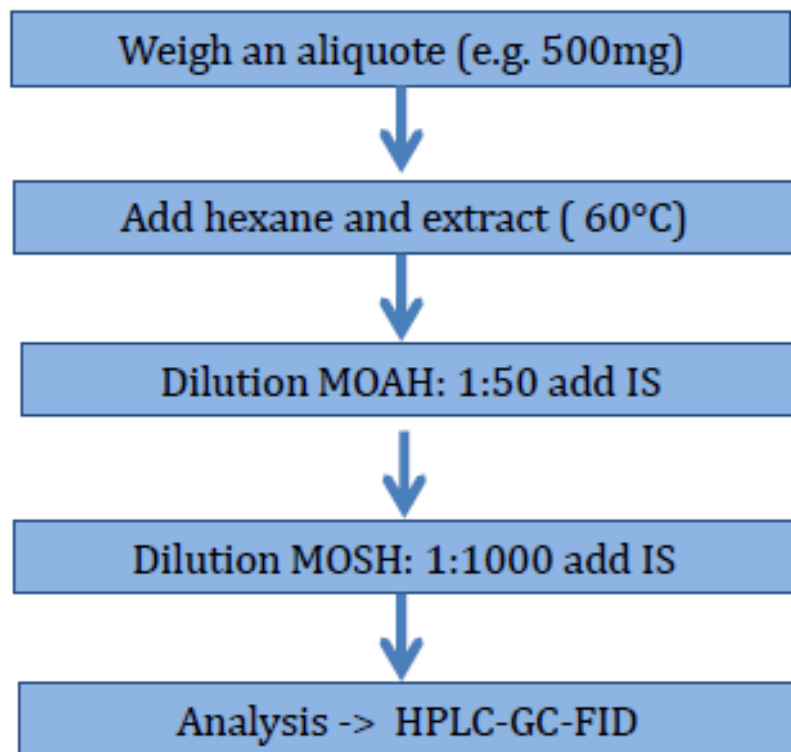 Weigh an aliquote (e.g. 500mg)
Add hexane and extract ( 60°C)
Dilution MOAH: 1:50 add IS
Dilution MOSH: 1:1000 add IS
Analysis -> HPLC-GC-FID